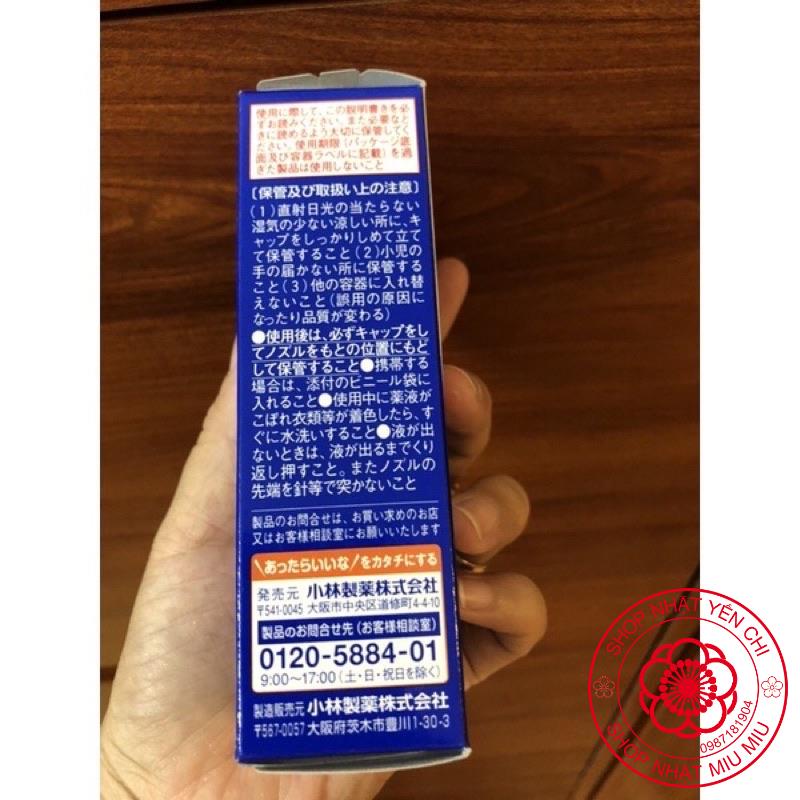 使用に際して、この説明書きを必
ずお読みください。また必要なと
きに読めるよう大切に保管してく
ださい。使用期限(パッケージ底
面及び容器ラベルに記載)を過
ぎた製品は使用しないこと
〔保管及び取扱い上の注意〕
(1)直射日光の当たらない
湿気の少ない涼しい所に、キ
ャップをしっかりしめて立て
て保管すること(2)小児の
手の届かない所に保管する
こと(3)他の容器に入れ替
えないこと(誤用の原因に
なったり品質が変わる)
●使用後は、必ずキャップをし
てノズルをもとの位置にもど
して保管すること●携帯する
場合は、添付のビニール袋に
入れること●使用中に薬液が
こぼれ衣類等が着色したら、す
ぐに水洗いすること●液が出
ないときは、液が出るまでくり
返し押すこと。またノズルの
先端を針等で突かないこと
製品のお問合せは、お買い求めのお店
又はお客様相談室にお願いいたします
\あったらいいな/をカタチにする
発売元 小林製薬株式会社
〒541-0045 大阪市中央区道修町4-4-10
製品のお問合せ先(お客様相談室)
0120-5884-01
9:00~17:00(土・日・祝日を除く)
製造販売元 小林製薬株式会社
〒567-0057 大阪府茨木市豊川1-30-3
SHOP NHẬT YÊN CHI
0987181904
SHOP NHẬT MIU MIU